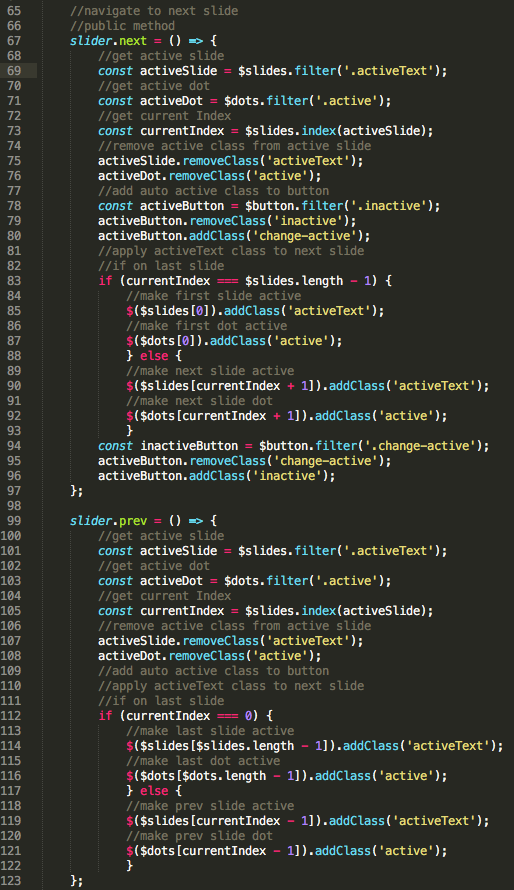 65 //navigate to next slide
66 //public method
67 slider.next = () => {
68 //get active slide
69 const activeSlide = $slides.filter('.activeText');
70 //get active dot
71 const activeDot = $dots.filter('.active');
72 //get current Index
73 const currentIndex = $slides.index(activeSlide);
74 //remove active class from active slide
75 activeSlide.removeClass('activeText');
76 activeDot.removeClass('active');
77 //add auto active class to button
78 const activeButton = $button.filter('.inactive');
79 activeButton.removeClass('inactive');
80 activeButton.addClass('change-active');
81 //apply activeText class to next slide
82 //if on last slide
83 if (currentIndex === $slides.length - 1) {
84 //make first slide active
85 $($slides[0]).addClass('activeText');
86 //make first dot active
87 $($dots[0]).addClass('active');
88 } else {
89 //make next slide active
90 $($slides[currentIndex + 1]).addClass('activeText');
91 //make next slide dot
92 $($dots[currentIndex + 1]).addClass('active');
93 }
94 const inactiveButton = $button.filter('.change-active');
95 activeButton.removeClass('change-active');
96 activeButton.addClass('inactive');
97 };
98
99 slider.prev = () => {
100 //get active slide
101 const activeSlide = $slides.filter('.activeText');
102 //get active dot
103 const activeDot = $dots.filter('.active');
104 //get current Index
105 const currentIndex = $slides.index(activeSlide);
106 //remove active class from active slide
107 activeSlide.removeClass('activeText');
108 activeDot.removeClass('active');
109 //add auto active class to button
110 //apply activeText class to next slide
111 //if on last slide
112 if (currentIndex === 0) {
113 //make last slide active
114 $($slides[$slides.length - 1]).addClass('activeText');
115 //make last dot active
116 $($dots[$dots.length - 1]).addClass('active');
117 } else {
118 //make prev slide active
119 $($slides[currentIndex - 1]).addClass('activeText');
120 //make prev slide dot
121 $($dots[currentIndex - 1]).addClass('active');
122 }
123 };